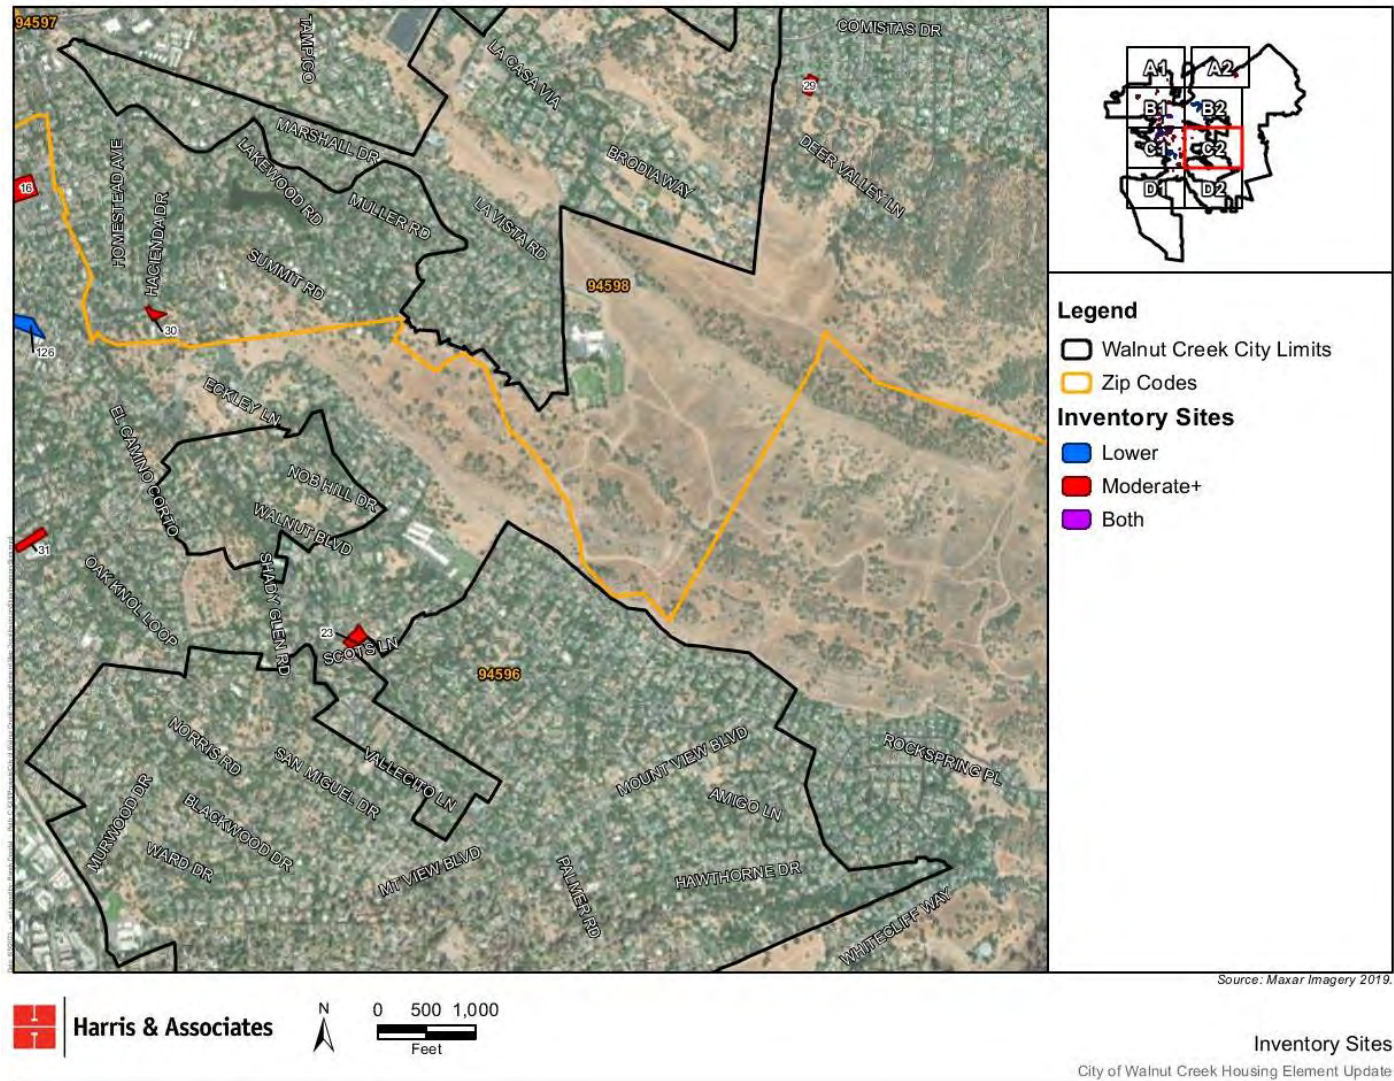 94597
TAMPICO
COMISTAS DR
LA CASA VIA
29
MARSHALL DR
HOMESTEAD AVE
LAKEWOOD RD
BRODIA WAY
DEER VALLEY LN
16
HACIENDA DR
MULLER RD
LA VISTA RD
SUMMIT RD
94598
30
126
ECKLEY LN
EL CAMINO CORTO
NOB HILL DR
WALNUT BLVD
31
OAK KNOL LOOP
SHADY GLEN RD
23
SCOTS LN
94596
NORRIS RD
SAN MIGUEL DR
VALLECITO LN
MOUNT VIEW BLVD
ROCKSPRING PL
MURWOOD DR
BLACKWOOD DR
AMIGO LN
WARD DR
MT VIEW BLVD
PALMER RD
HAWTHORNE DR
WHITECLIFF WAY
A1 A2
B1 B2
C1 C2
D1 D2
Legend
Walnut Creek City Limits
Zip Codes
Inventory Sites
Lower
Moderate+
Both
Source: Maxar Imagery 2019.
Harris & Associates
N
0 500 1,000
Feet
Inventory Sites
City of Walnut Creek Housing Element Update